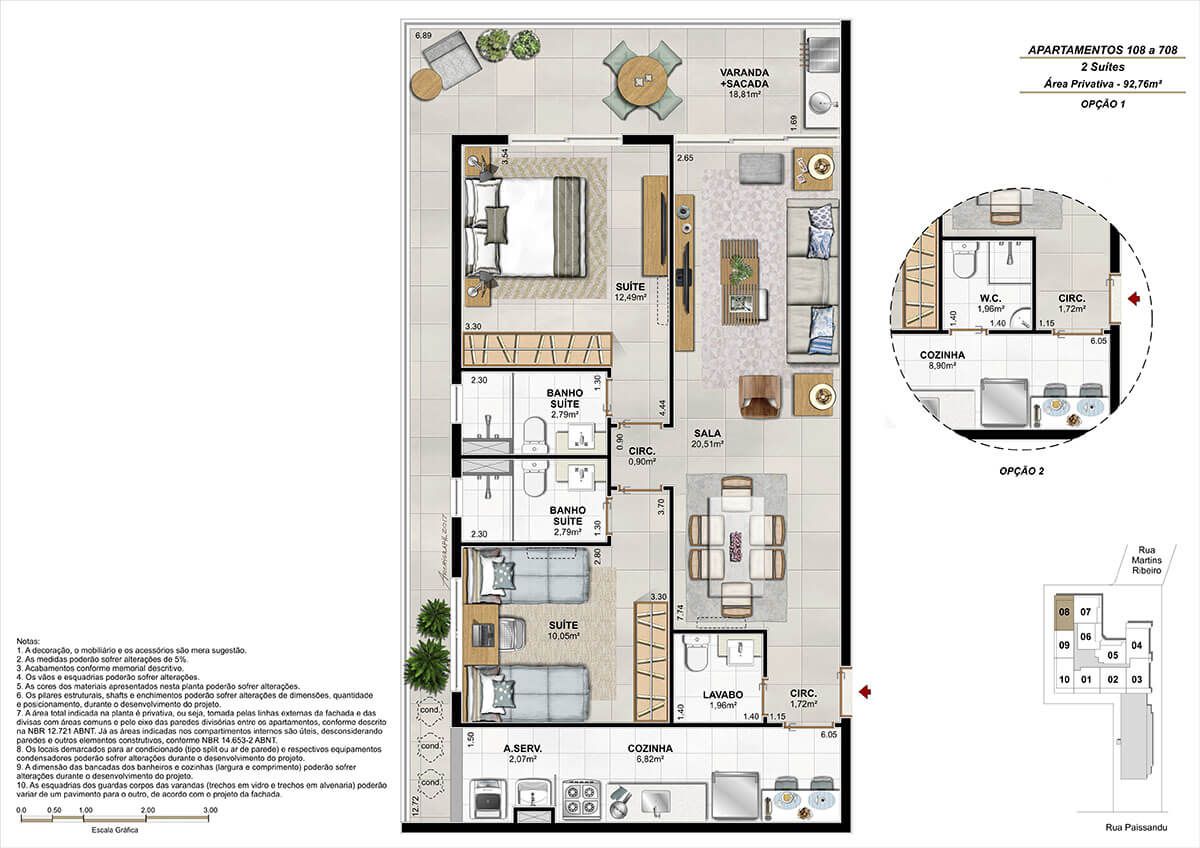 APARTAMENTOS 108 a 708
2 Suítes
Área Privativa - 92,76m²
OPÇÃO 1
6,89
VARANDA
+SACADA
18,81m²
1.69
3.54
2.65
SUÍTE
12,49m²
3.30
2.30
BANHO
SUÍTE
2,79m²
1.30
4.44
0.90
CIRC.
0,90m²
SALA
20,51m²
BANHO
SUÍTE
2,79m²
2.30
1.30
3.70
2.80
SUÍTE
10,05m²
3.30
7.74
LAVABO
1,96m²
1.40
1.40
CIRC.
1,72m²
1.15
6.05
cond.
cond.
cond.
12.72
1.50
A.SERV.
2,07m²
COZINHA
6,82m²
W.C.
1,96m²
1.40
1.40
CIRC.
1,72m²
1.15
6.05
COZINHA
8,90m²
OPÇÃO 2
Rua
Martins
Ribeiro
08
07
06
09
05
04
10
01
02
03
Rua Paissandu
Notas:
1. A decoração, o mobiliário e os acessórios são mera sugestão.
2. As medidas poderão sofrer alterações de 5%.
3. Acabamentos conforme memorial descritivo.
4. Os vãos e esquadrias poderão sofrer alterações.
5. As cores dos materiais apresentados nesta planta poderão sofrer alterações.
6. Os pilares estruturais, shafts e enchimentos poderão sofrer alterações de dimensões, quantidade
e posicionamento, durante o desenvolvimento do projeto.
7. A área total indicada na planta é privativa, ou seja, tomada pelas linhas externas da fachada e das
divisas com áreas comuns e pelo eixo das paredes divisórias entre os apartamentos, conforme descrito
na NBR 12.721 ABNT. Já as áreas indicadas nos compartimentos internos são úteis, desconsiderando
paredes e outros elementos construtivos, conforme NBR 14.653-2 ABNT.
8. Os locais demarcados para ar condicionado (tipo split ou ar de parede) e respectivos equipamentos
condensadores poderão sofrer alterações durante o desenvolvimento do projeto.
9. A dimensão das bancadas dos banheiros e cozinhas (largura e comprimento) poderão sofrer
alterações durante o desenvolvimento do projeto.
10. As esquadrias dos guardas corpos das varandas (trechos em vidro e trechos em alvenaria) poderão
variar de um pavimento para o outro, de acordo com o projeto da fachada.
0.0 0.50 1.00 2.00 3.00
Escala Gráfica